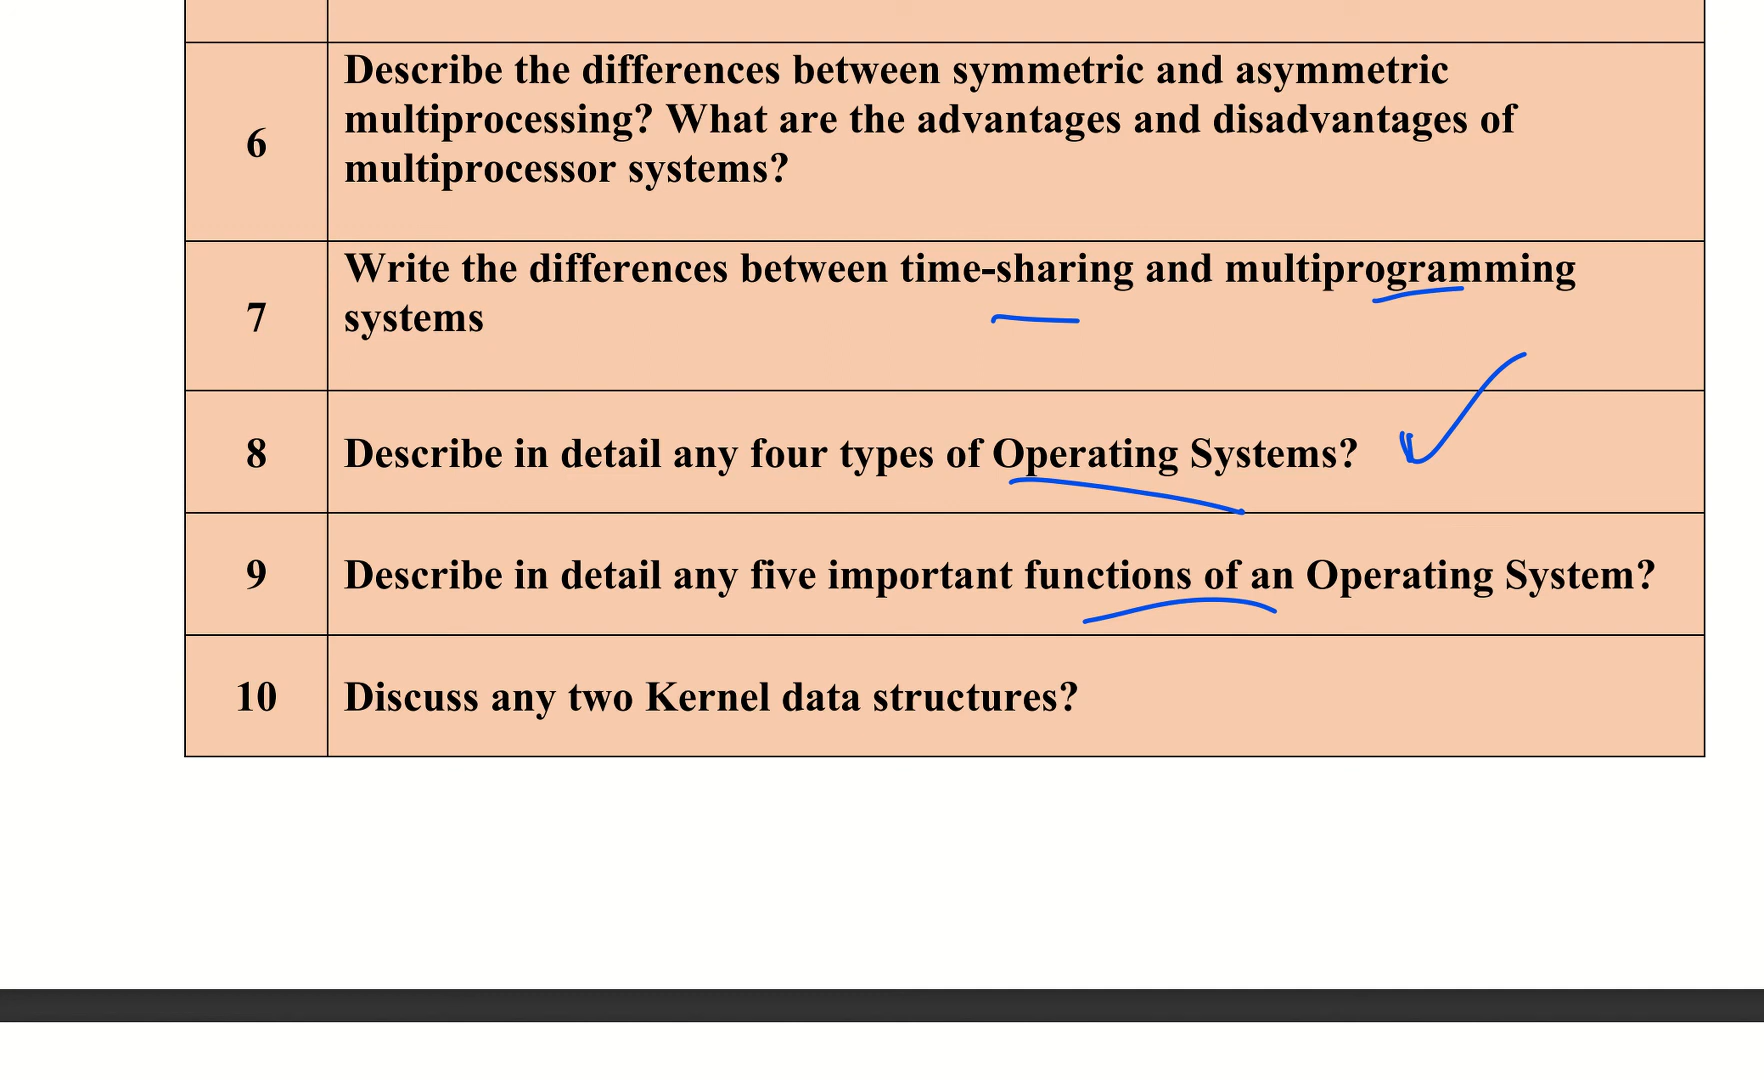 6
Describe the differences between symmetric and asymmetric
multiprocessing? What are the advantages and disadvantages of
multiprocessor systems?
7
Write the differences between time-sharing and multiprogramming
systems
8
Describe in detail any four types of Operating Systems?
9
Describe in detail any five important functions of an Operating System?
10
Discuss any two Kernel data structures?